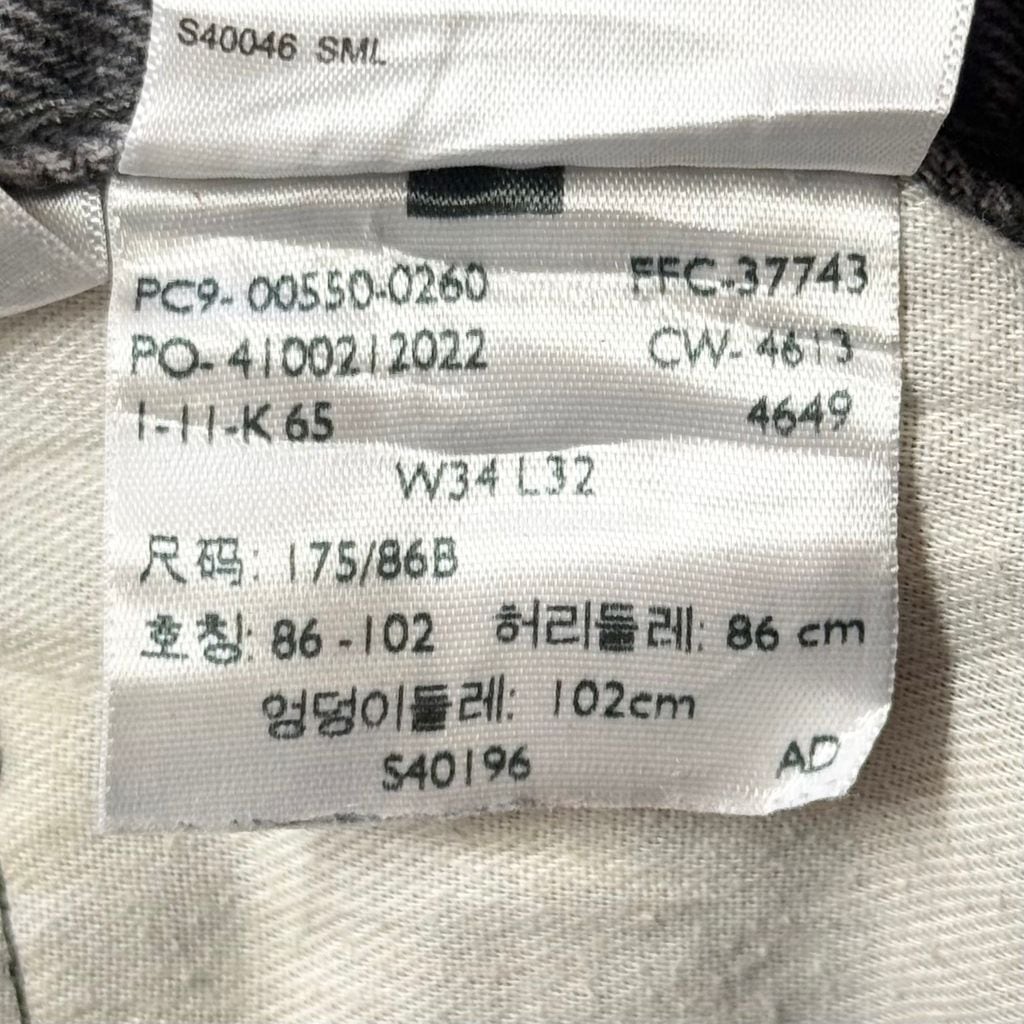 S40046 SML
PC9- 00550-0260 FFC-37743
PO- 4100212022 CW- 4613
1-11-K 65 4649
W34 L32
尺码: 175/86B
호칭: 86 -102 허리둘레: 86 cm
엉덩이둘레: 102cm
S40196 AD